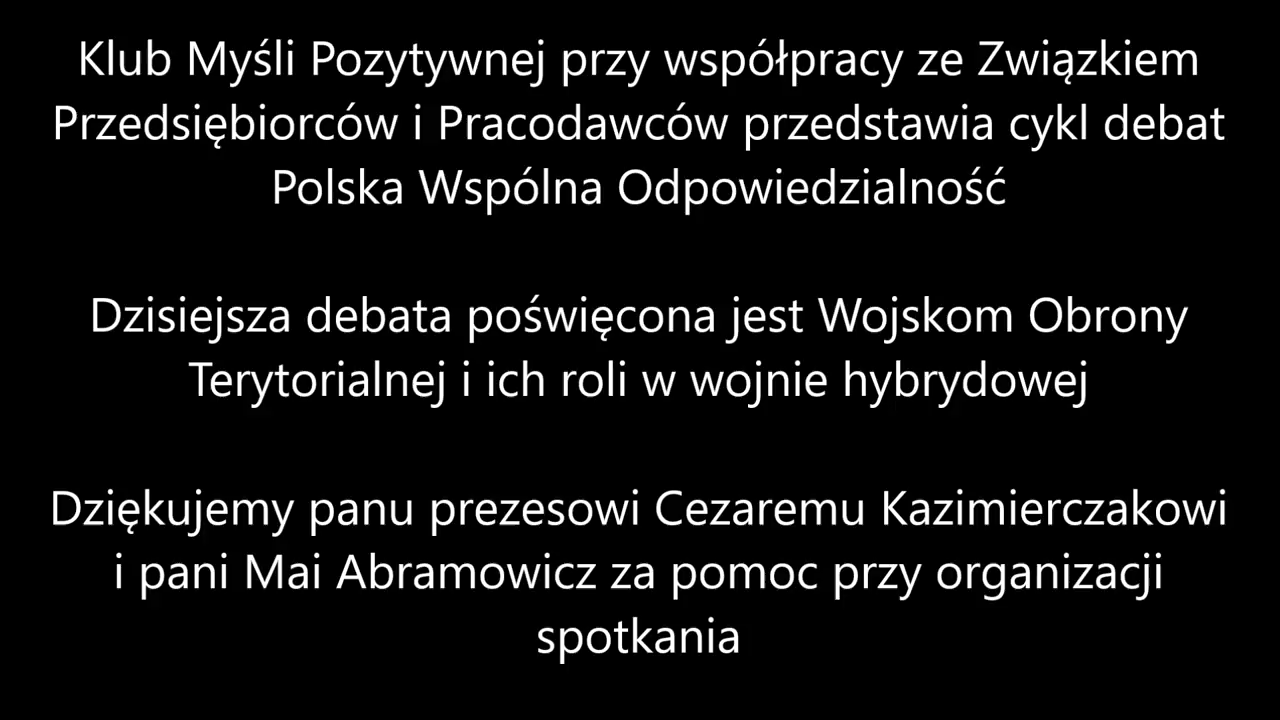 Klub Myśli Pozytywnej przy współpracy ze Związkiem
Przedsiębiorców i Pracodawców przedstawia cykl debat
Polska Wspólna Odpowiedzialność
Dzisiejsza debata poświęcona jest Wojskom Obrony
Terytorialnej i ich roli w wojnie hybrydowej
Dziękujemy panu prezesowi Cezaremu Kazimierczakowi
i pani Mai Abramowicz za pomoc przy organizacji
spotkania